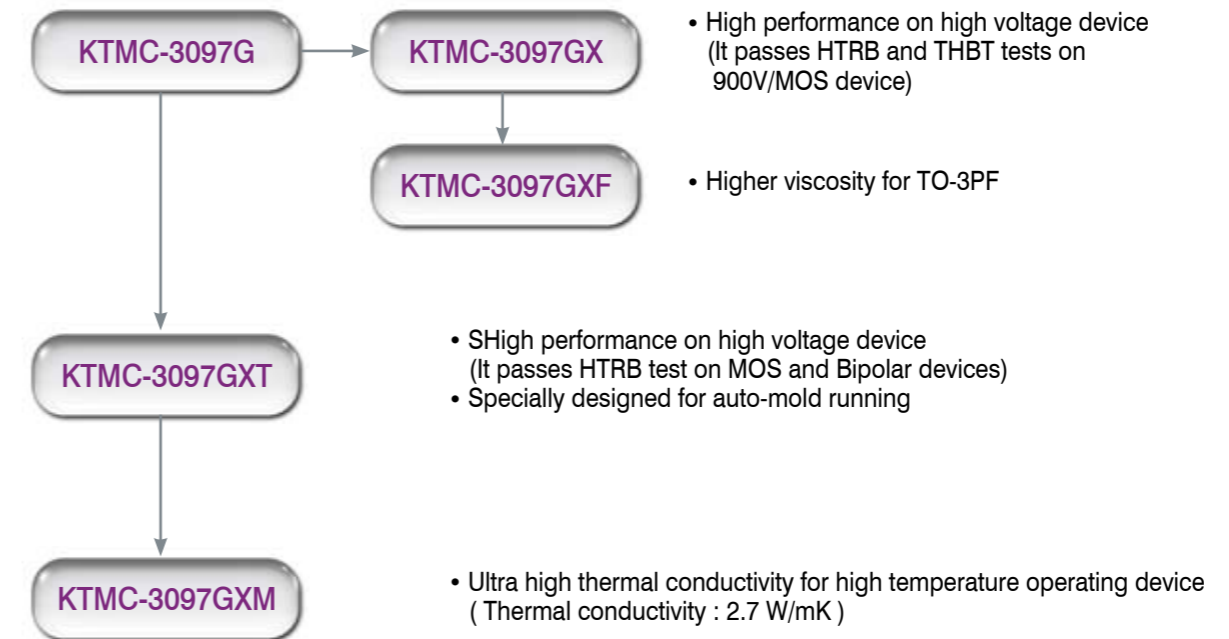 KTMC-3097G
KTMC-3097GX
• High performance on high voltage device
(It passes HTRB and THBT tests on
900V/MOS device)
KTMC-3097GXF
• Higher viscosity for TO-3PF
KTMC-3097GXT
• SHigh performance on high voltage device
(It passes HTRB test on MOS and Bipolar devices)
• Specially designed for auto-mold running
KTMC-3097GXM
• Ultra high thermal conductivity for high temperature operating device
( Thermal conductivity : 2.7 W/mK )